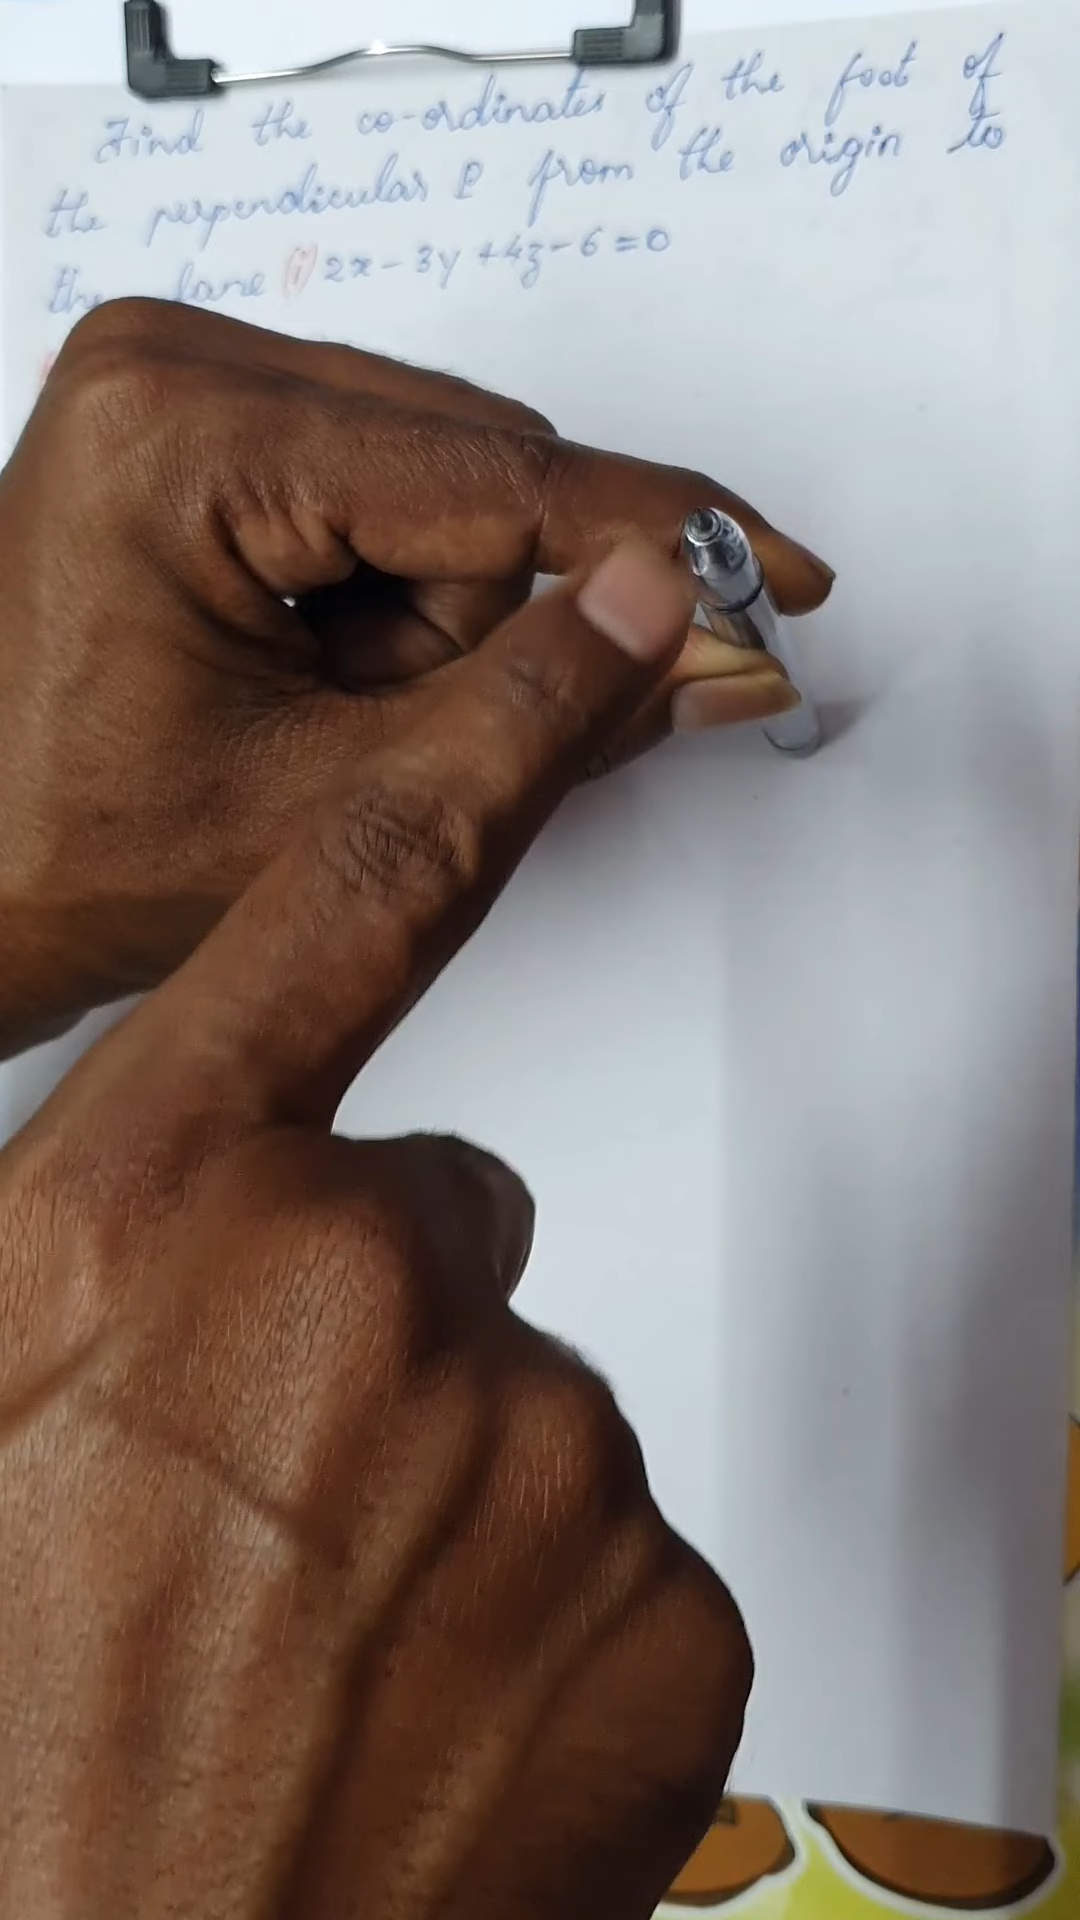 Find the co-ordinates of the foot of
the perpendicular P from the origin to
the lane (i) 2x - 3y + 4z - 6 = 0